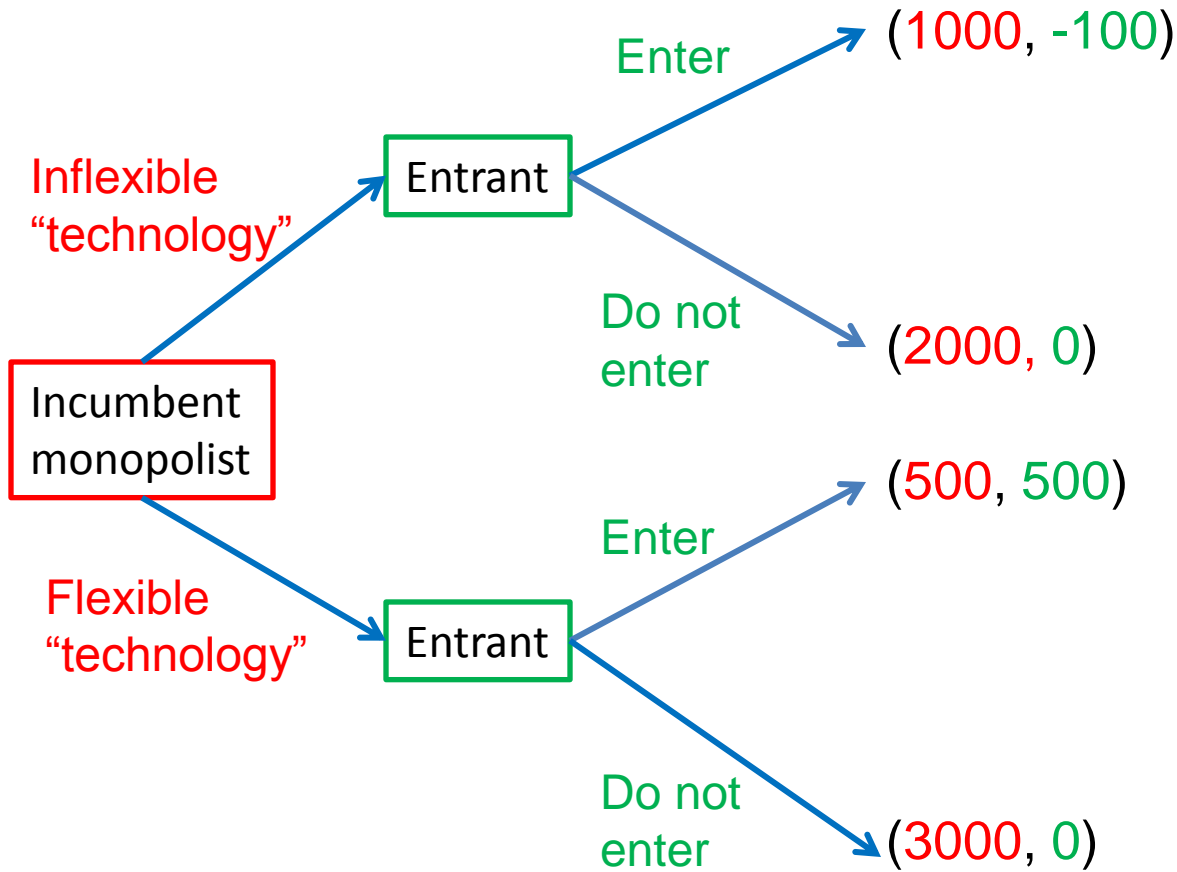 (1000, -100)
Enter
Inflexible
“technology”
Entrant
Do not
enter
(2000, 0)
Incumbent
monopolist
(500, 500)
Enter
Flexible
“technology”
Entrant
Do not
enter
(3000, 0)